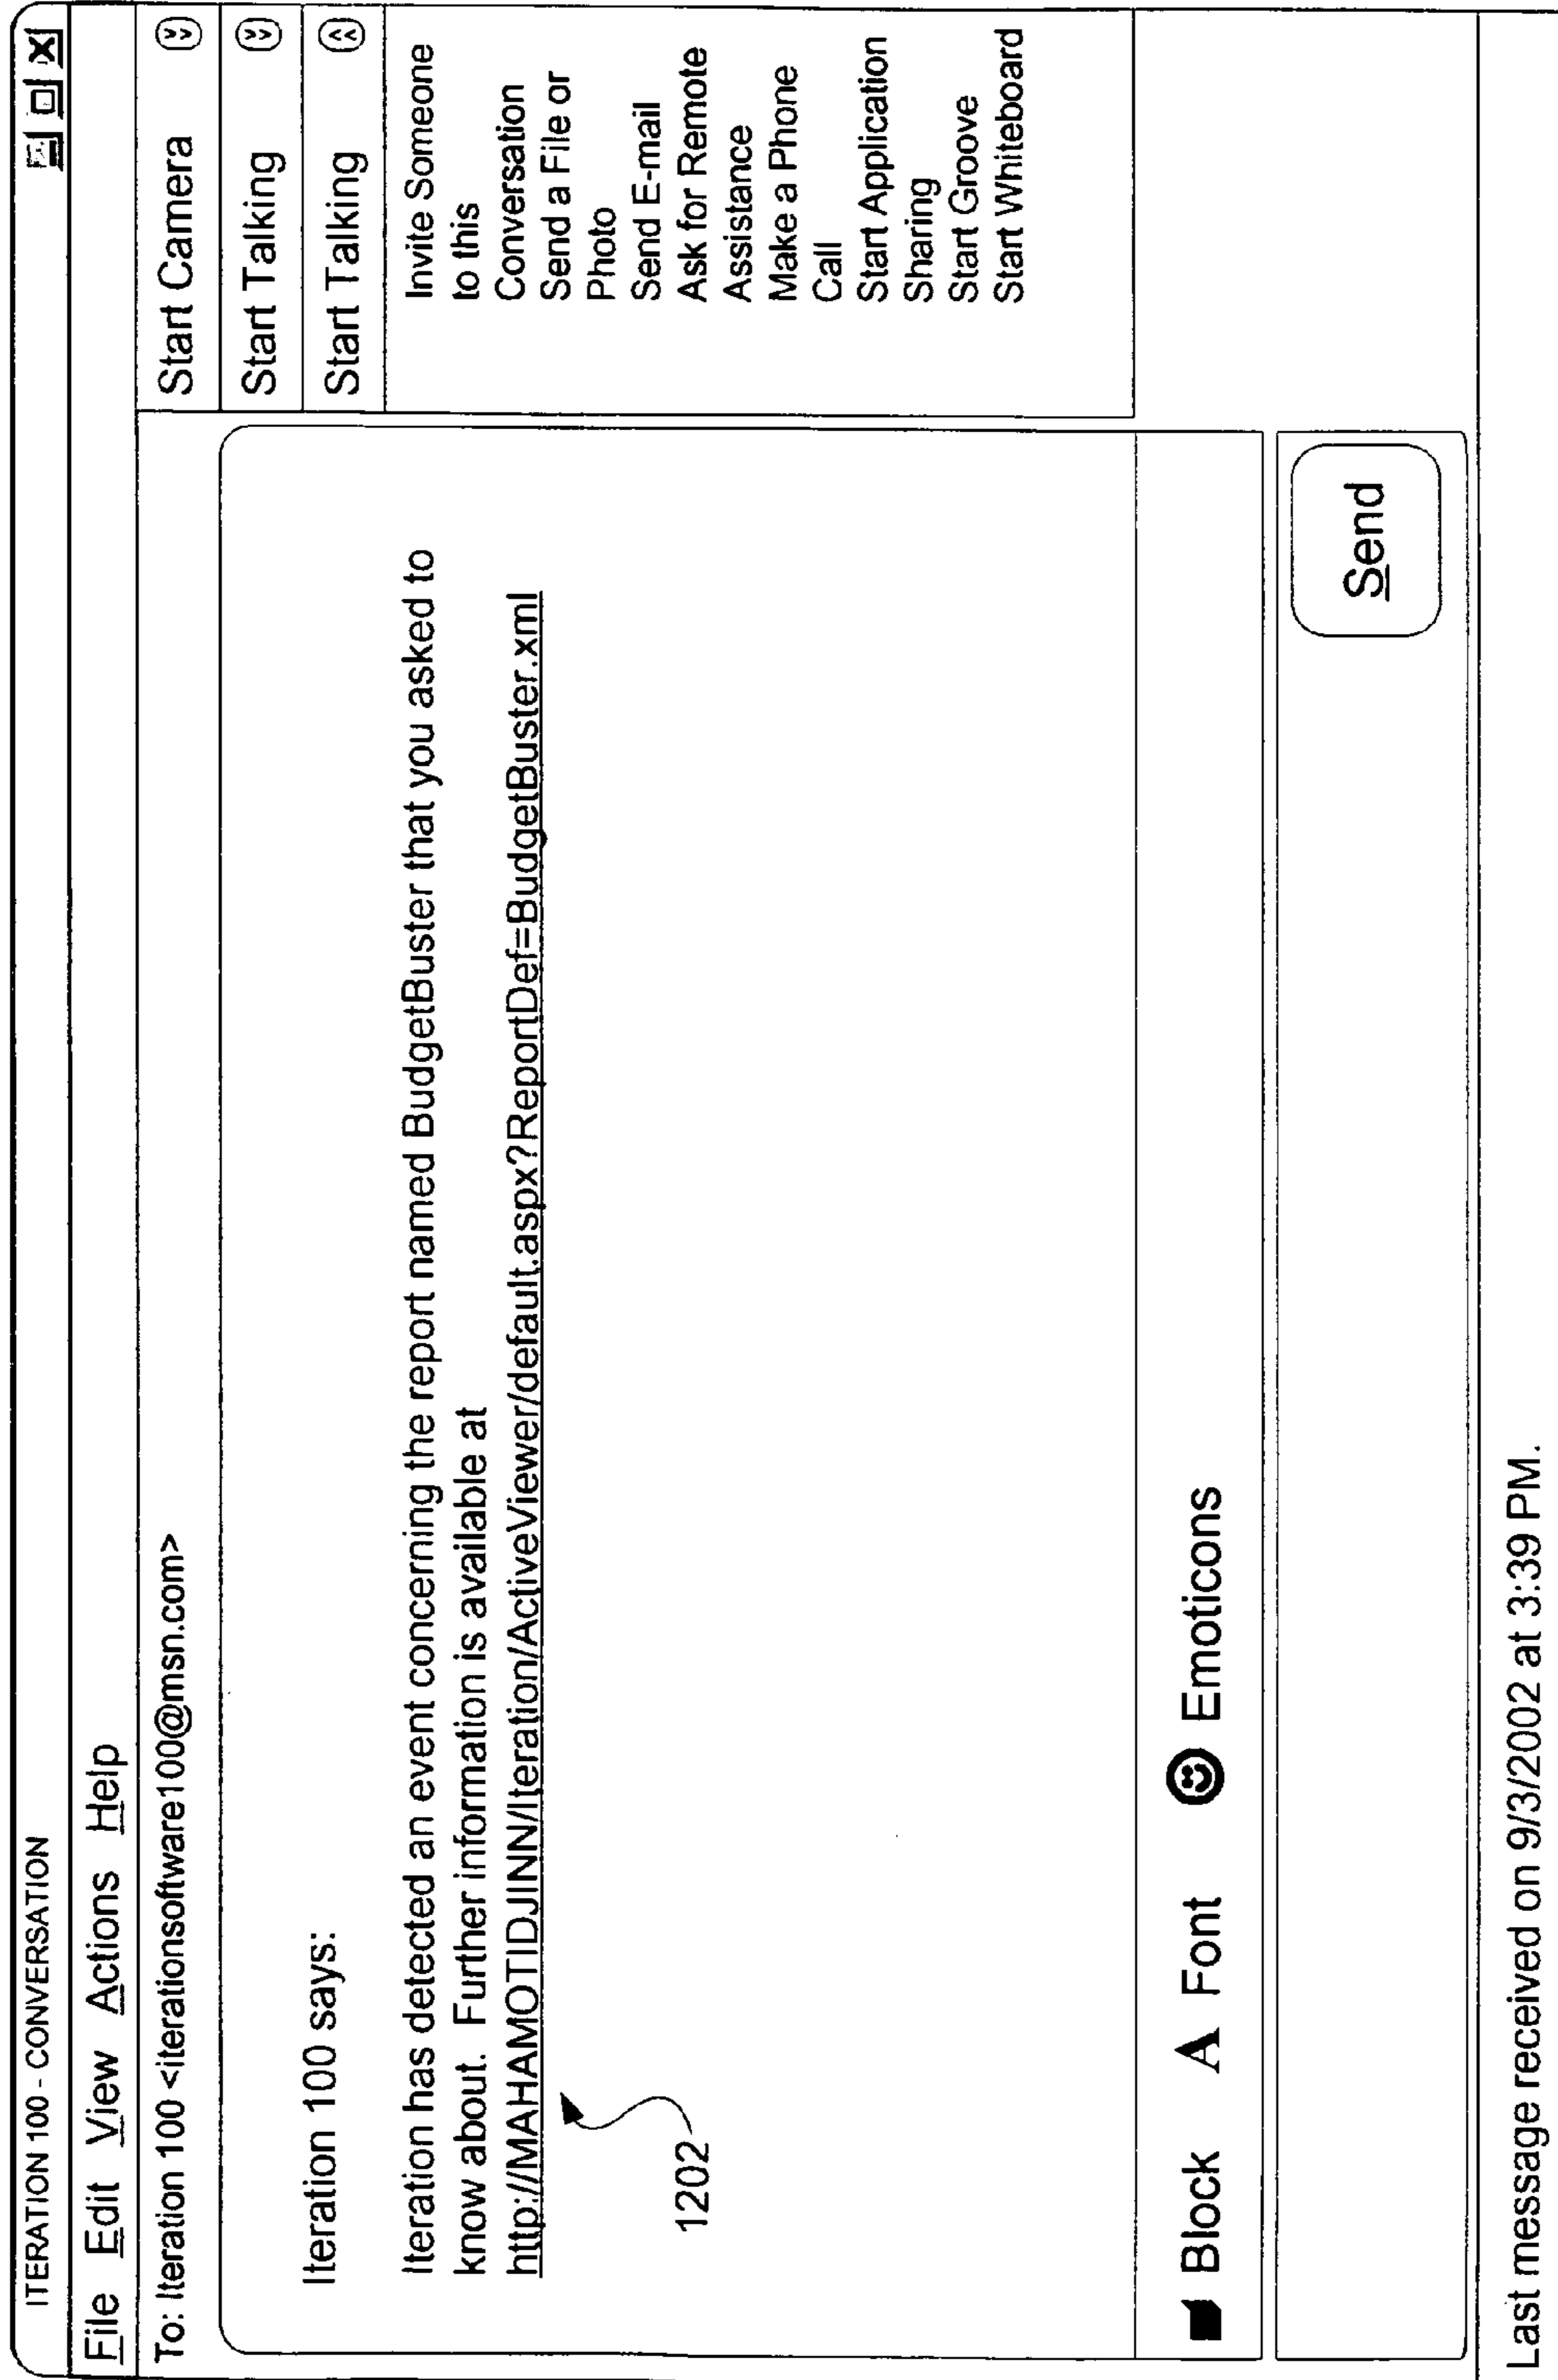 ITERATION 100 - CONVERSATION
File Edit View Actions Help
To: Iteration 100 <iterationsoftware100@msn.com>
Start Camera
Start Talking
Start Talking
Invite Someone
to this
Conversation
Send a File or
Photo
Send E-mail
Ask for Remote
Assistance
Make a Phone
Call
Start Application
Sharing
Start Groove
Start Whiteboard
Iteration 100 says:
Iteration has detected an event concerning the report named BudgetBuster that you asked to
know about. Further information is available at
http://MAHAMOTIDJINN/Iteration/ActiveViewer/default.aspx?ReportDef=BudgetBuster.xml
1202
Block A Font Emoticons
Send
Last message received on 9/3/2002 at 3:39 PM.